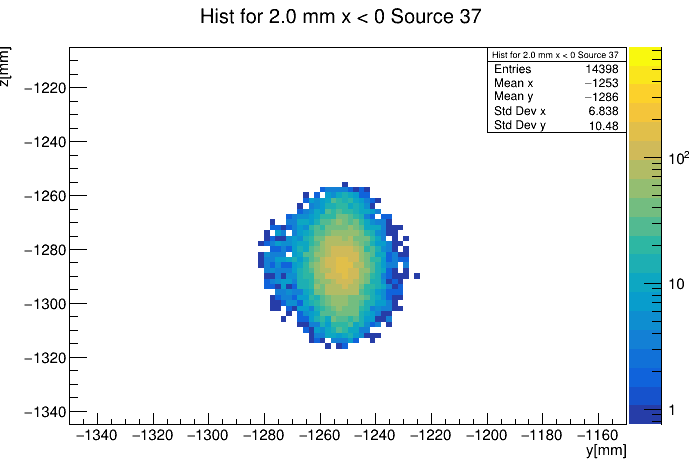 Hist for 2.0 mm x < 0 Source 37
z[mm]
Hist for 2.0 mm x < 0 Source 37
Entries 14398
Mean x −1253
Mean y −1286
Std Dev x 6.838
Std Dev y 10.48
−1220
−1240
−1260
−1280
−1300
−1320
−1340
10²
10
1
−1340 −1320 −1300 −1280 −1260 −1240 −1220 −1200 −1180 −1160
y[mm]